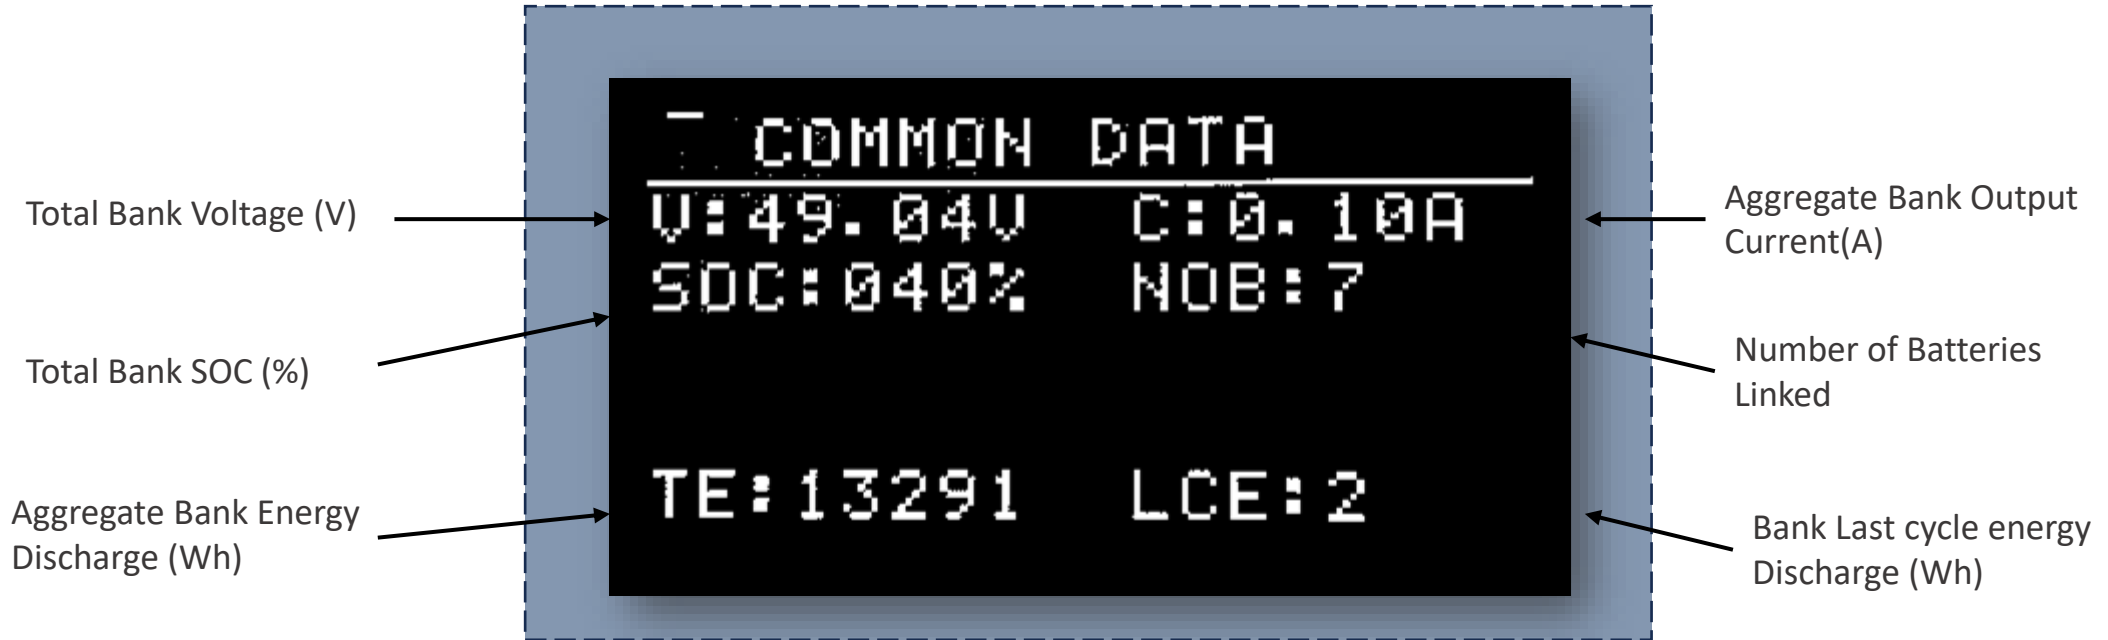 COMMON DATA
Total Bank Voltage (V)
V:49.04V C:0.10A
Aggregate Bank Output
Current(A)
SOC:040% NOB:7
Total Bank SOC (%)
Number of Batteries
Linked
TE:13291 LCE:2
Aggregate Bank Energy
Discharge (Wh)
Bank Last cycle energy
Discharge (Wh)